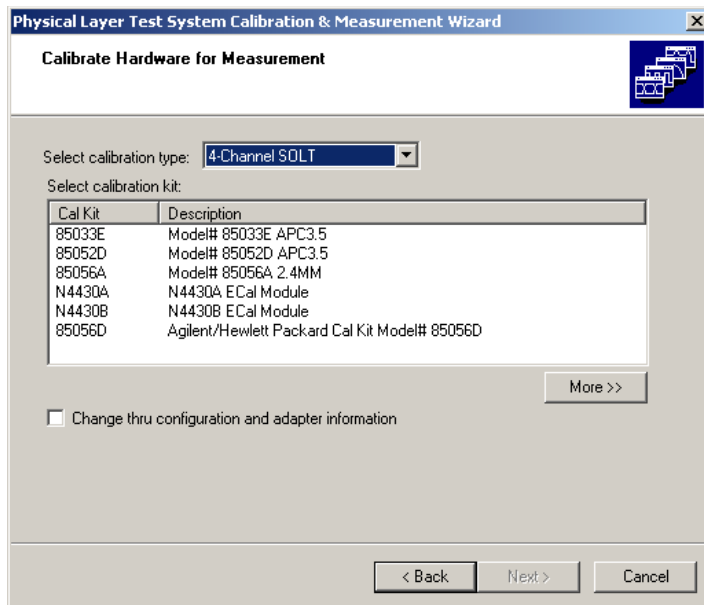 Physical Layer Test System Calibration & Measurement Wizard
Calibrate Hardware for Measurement
Select calibration type: 4-Channel SOLT
Select calibration kit:
Cal Kit Description
85033E Model# 85033E APC3.5
85052D Model# 85052D APC3.5
85056A Model# 85056A 2.4MM
N4430A N4430A ECal Module
N4430B N4430B ECal Module
85056D Agilent/Hewlett Packard Cal Kit Model# 85056D
More >>
Change thru configuration and adapter information
< Back Next > Cancel